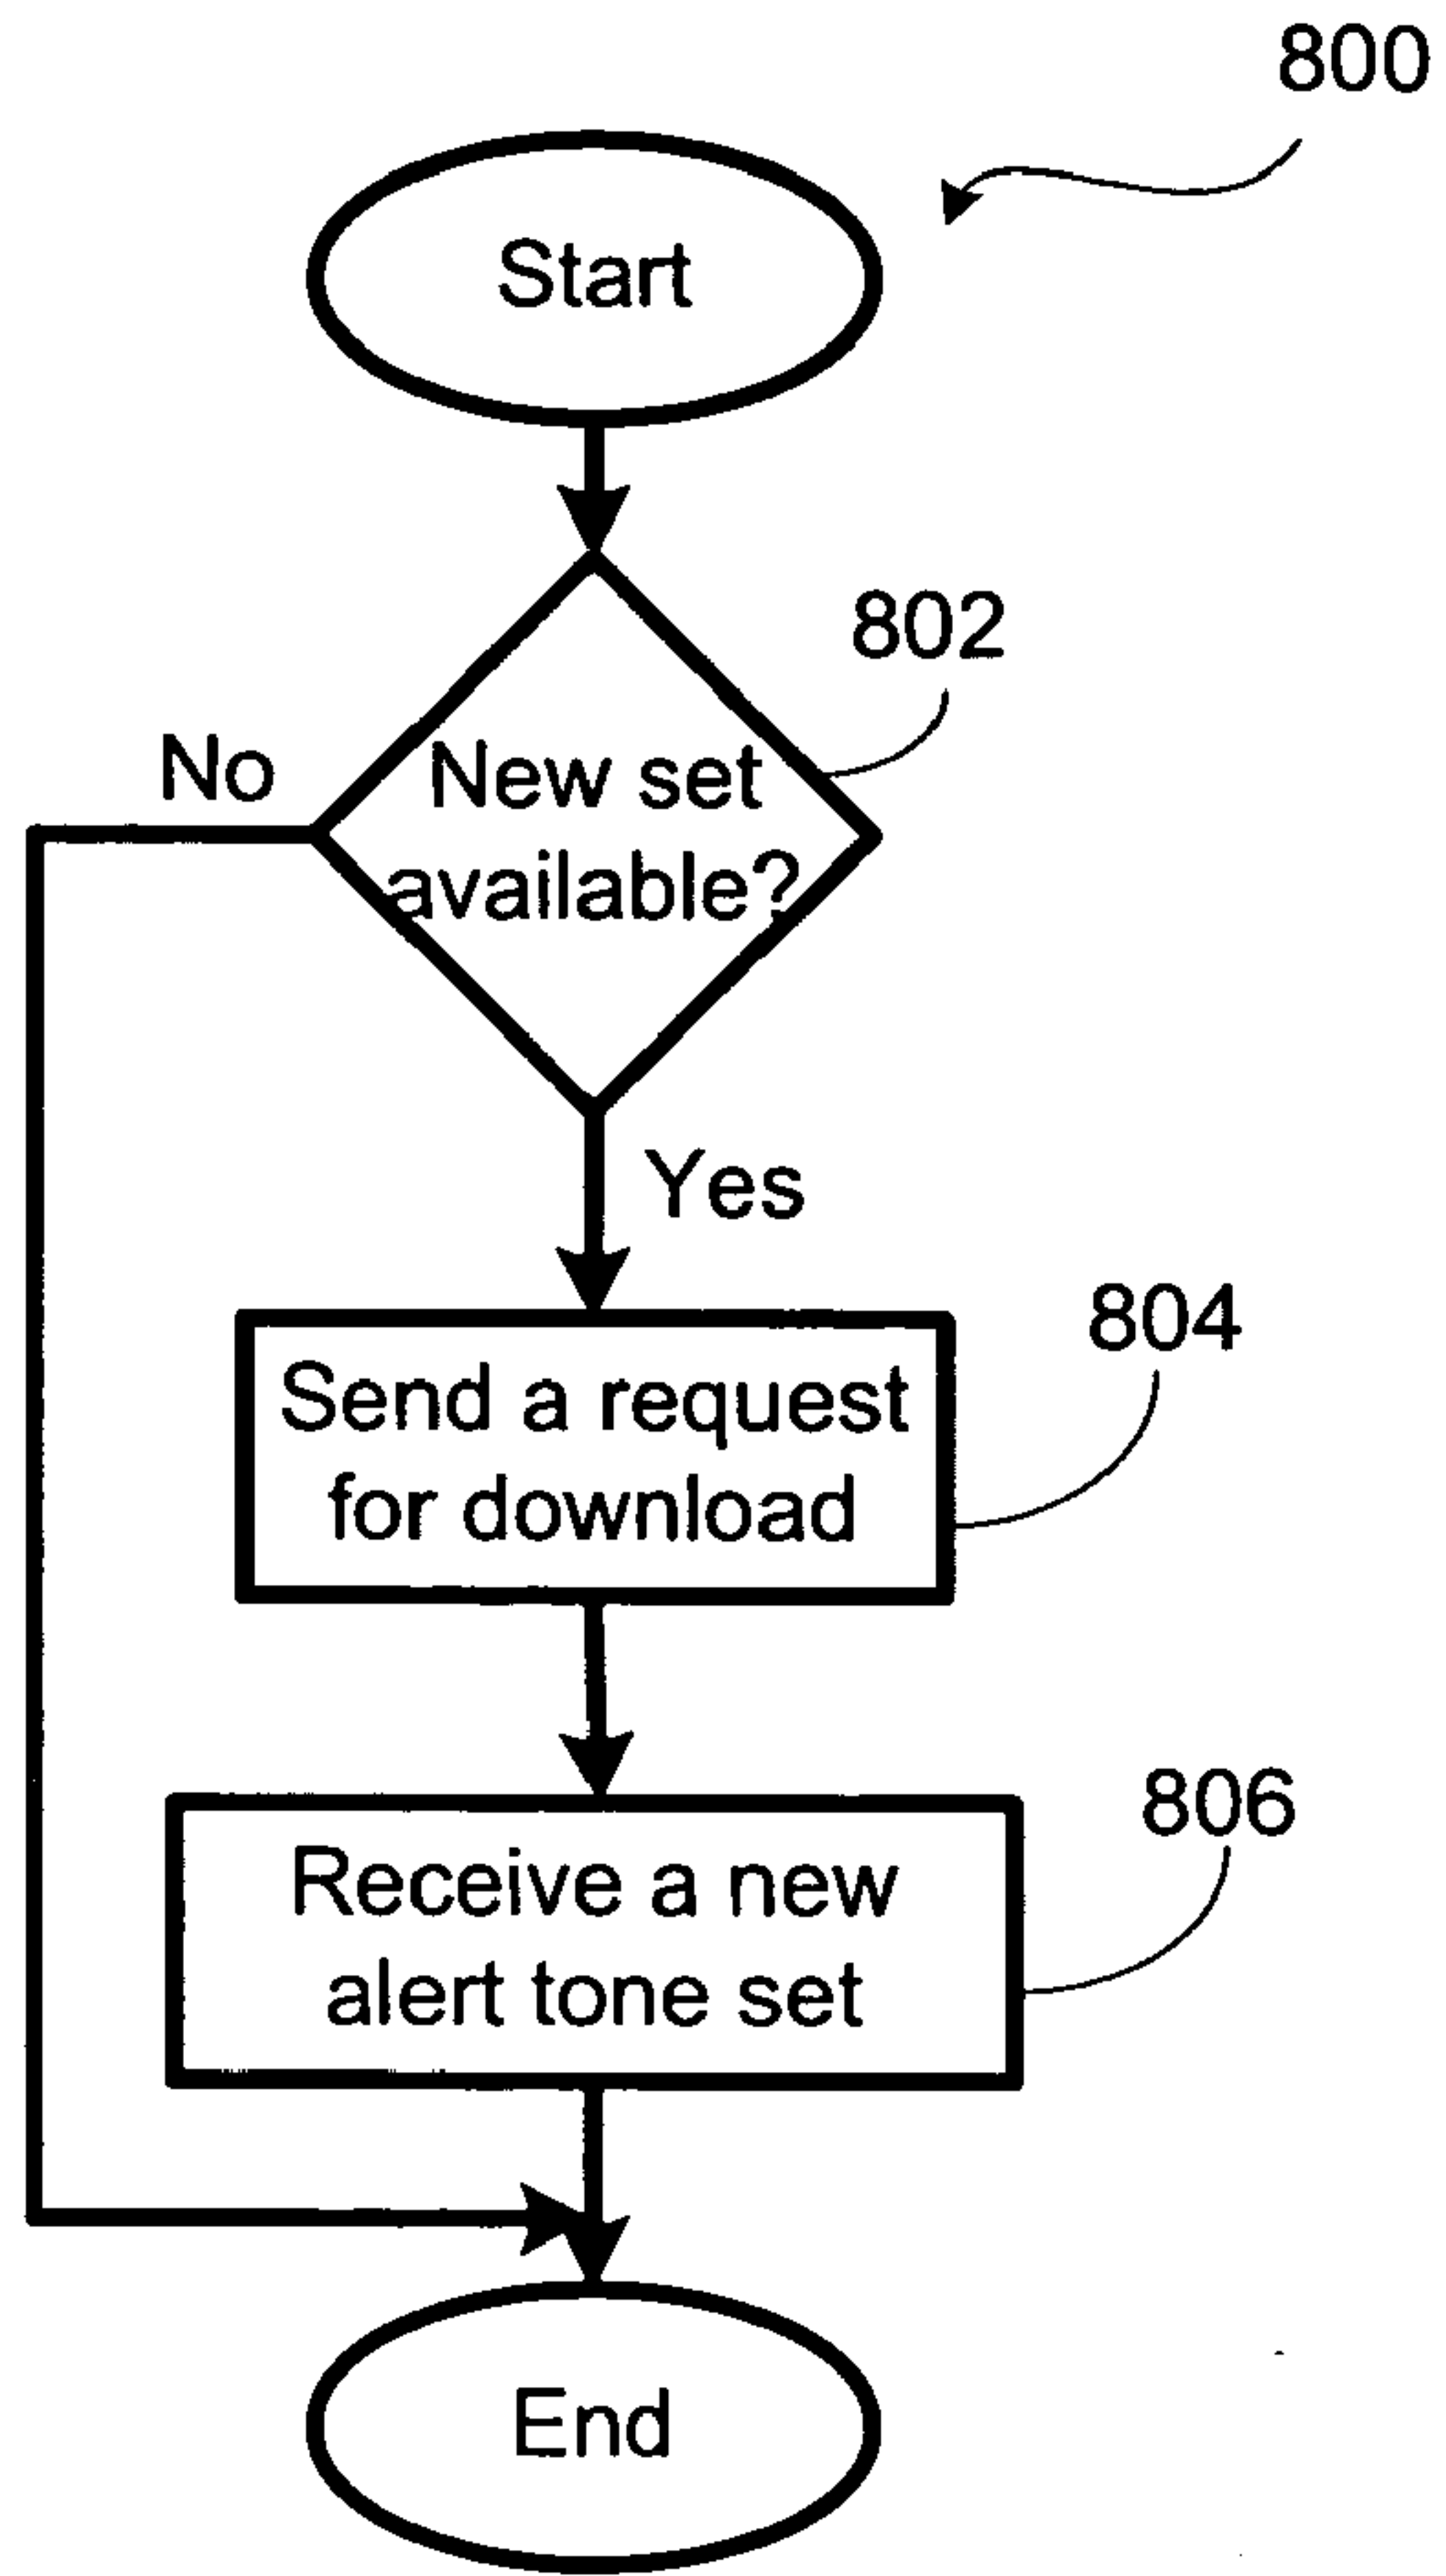 800
Start
802
No
New set
available?
Yes
804
Send a request
for download
806
Receive a new
alert tone set
End